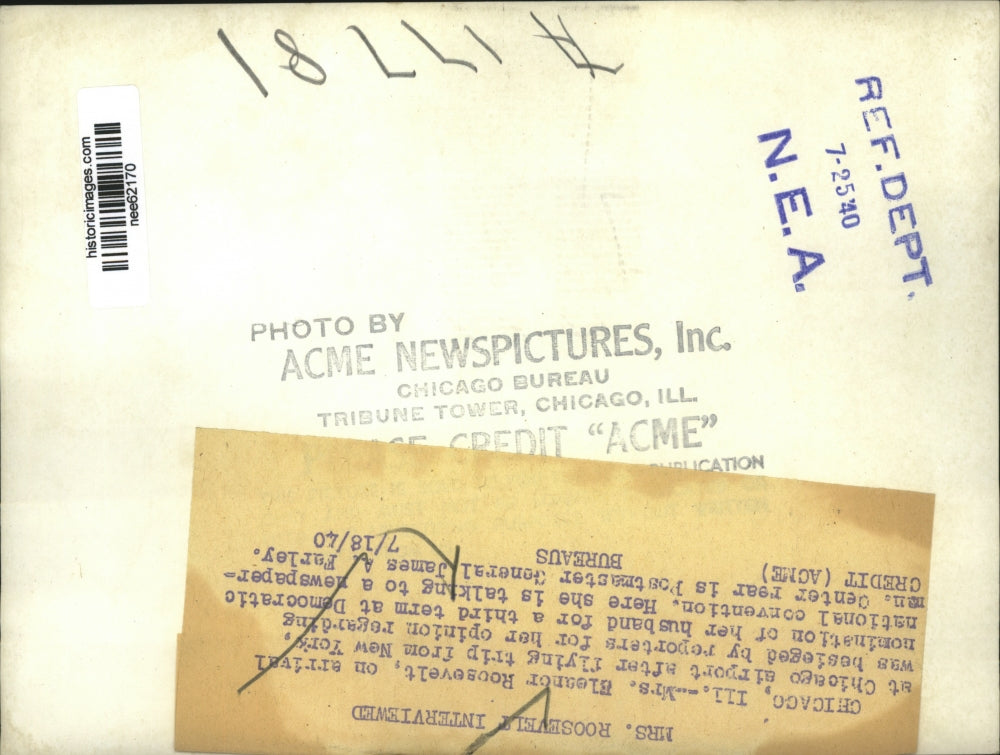 #17781
historicimages.com
nee62170
REF.DEPT.
7-25'40
N.E.A.
PHOTO BY
ACME NEWSPICTURES, Inc.
CHICAGO BUREAU
TRIBUNE TOWER, CHICAGO, ILL.
CREDIT "ACME"
PUBLICATION
MRS. ROOSEVELT INTERVIEWED
CHICAGO, Ill.--Mrs. Eleanor Roosevelt, on arrival
at Chicago airport after flying trip from New York,
was besieged by reporters for her opinion regarding
nomination of her husband for a third term at Democratic
national convention. Here she is talking to a newspaper-
man. Center rear is Postmaster General James A. Farley.
CREDIT (ACME) BUREAUS 7/18/40